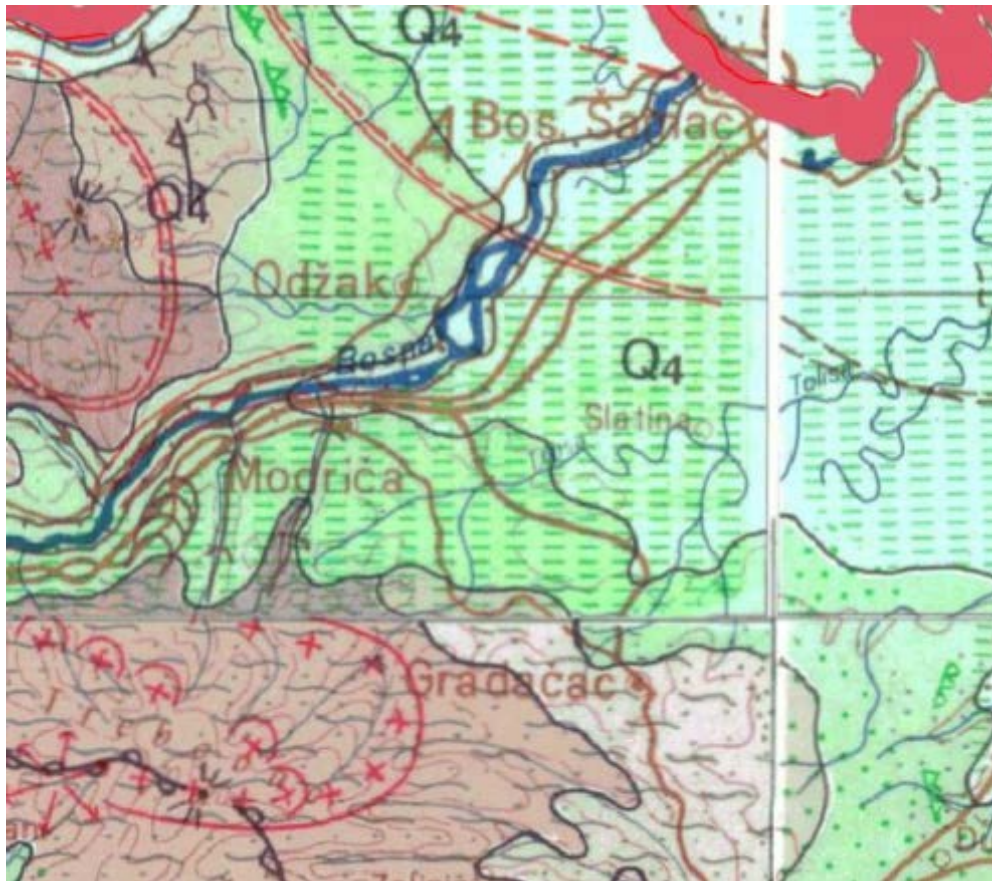 Q4
Bos. Šamac
Q4
Odžak
Bosna
Q4
Tolisa
Slatina
Modriča
Gradačac